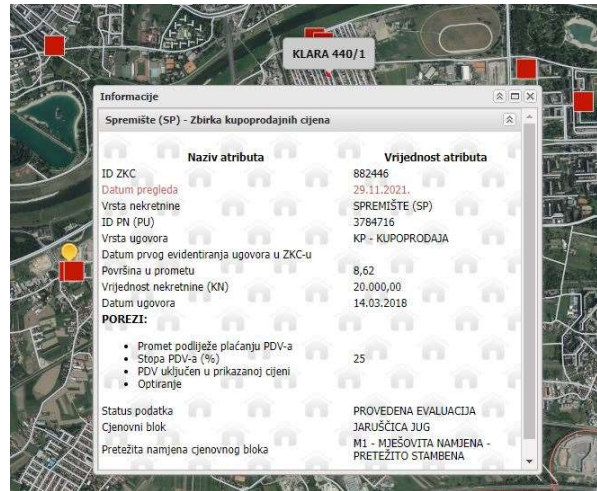 KLARA 440/1
Informacije
Spremište (SP) - Zbirka kupoprodajnih cijena
Naziv atributa Vrijednost atributa
ID ZKC 882446
Datum pregleda 29.11.2021.
Vrsta nekretnine SPREMIŠTE (SP)
ID PN (PU) 3784716
Vrsta ugovora KP - KUPOPRODAJA
Datum prvog evidentiranja ugovora u ZKC-u
Površina u prometu 8,62
Vrijednost nekretnine (KN) 20.000,00
Datum ugovora 14.03.2018
POREZI:
• Promet podliježe plaćanju PDV-a
• Stopa PDV-a (%) 25
• PDV uključen u prikazanoj cijeni
• Optiranje
Status podatka PROVEDENA EVALUACIJA
Cjenovni blok JARUŠČICA JUG
Pretežita namjena cjenovnog bloka M1 - MJEŠOVITA NAMJENA -
PRETEŽITO STAMBENA